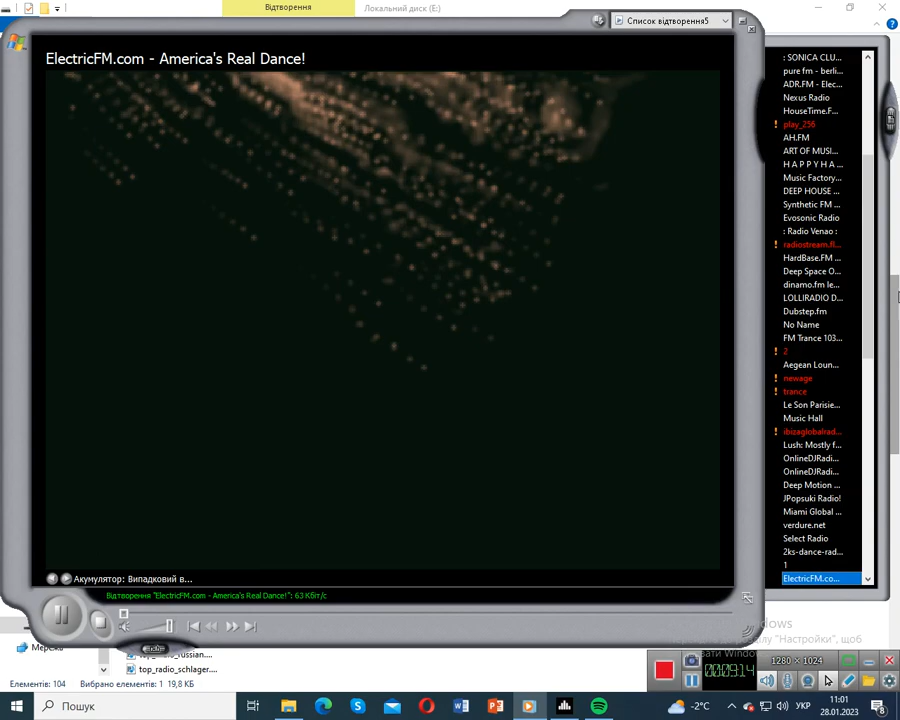 Відтворення
Локальний диск (E:)
Список відтворення5
ElectricFM.com - America's Real Dance!
: SONICA CLU...
pure fm - berli...
ADR.FM - Elec...
Nexus Radio
HouseTime.F...
! play_256
AH.FM
ART OF MUSI...
H A P P Y H A ...
Music Factory...
DEEP HOUSE ...
Synthetic FM ...
Evosonic Radio
: Radio Venao :
! radiostream.fl...
HardBase.FM ...
Deep Space O...
dinamo.fm le...
LOLLIRADIO D...
Dubstep.fm
No Name
FM Trance 103...
! 2
Aegean Loun...
! newage
! trance
Le Son Parisie...
Music Hall
! ibizaglobalrad...
Lush: Mostly f...
OnlineDJRadi...
OnlineDJRadi...
Deep Motion ...
JPopsuki Radio!
Miami Global ...
verdure.net
Select Radio
2ks-dance-rad...
1
ElectricFM.co...
Акумулятор: Випадковий в...
Відтворення "ElectricFM.com - America's Real Dance!": 63 Кбіт/с
Мережа
top_radio_schlager....
Елементів: 104
Вибрано елементів: 1 19,8 КБ
"Настройки", щоб
1280 × 1024
00:09:14
Пошук
-2°C
УКР
11:01
28.01.2023
8